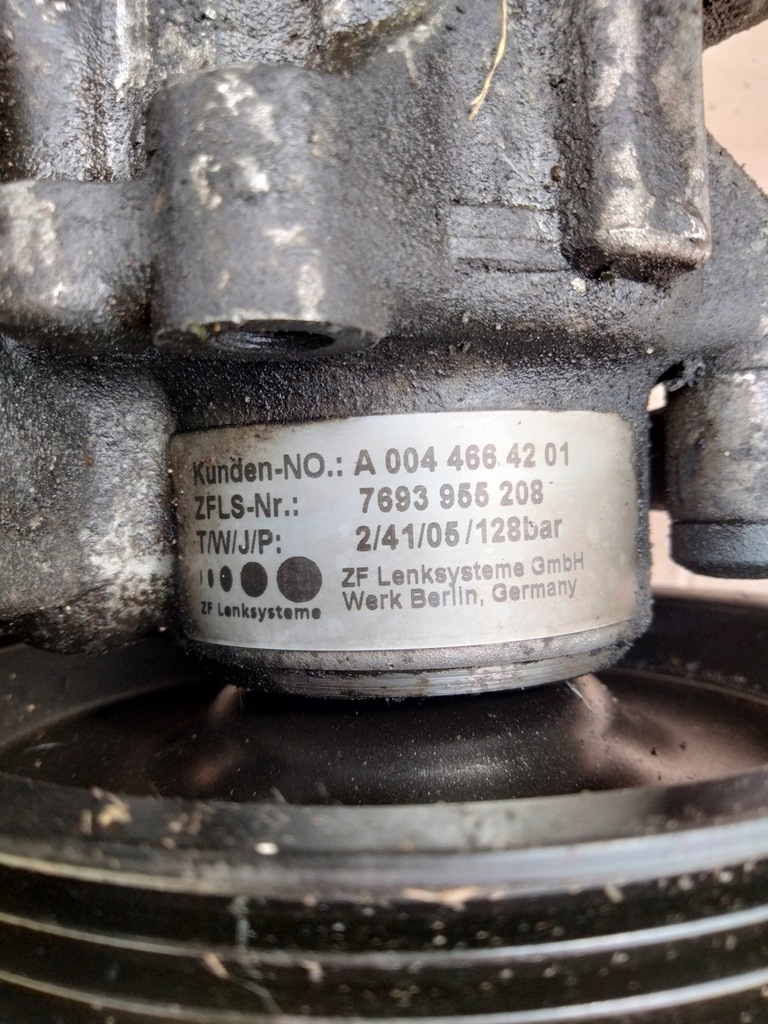 Kunden-NO.: A 004 466 42 01
ZFLS-Nr.: 7693 955 208
T/W/J/P: 2/41/05/128bar
ZF Lenksysteme GmbH
Werk Berlin, Germany
ZF Lenksysteme